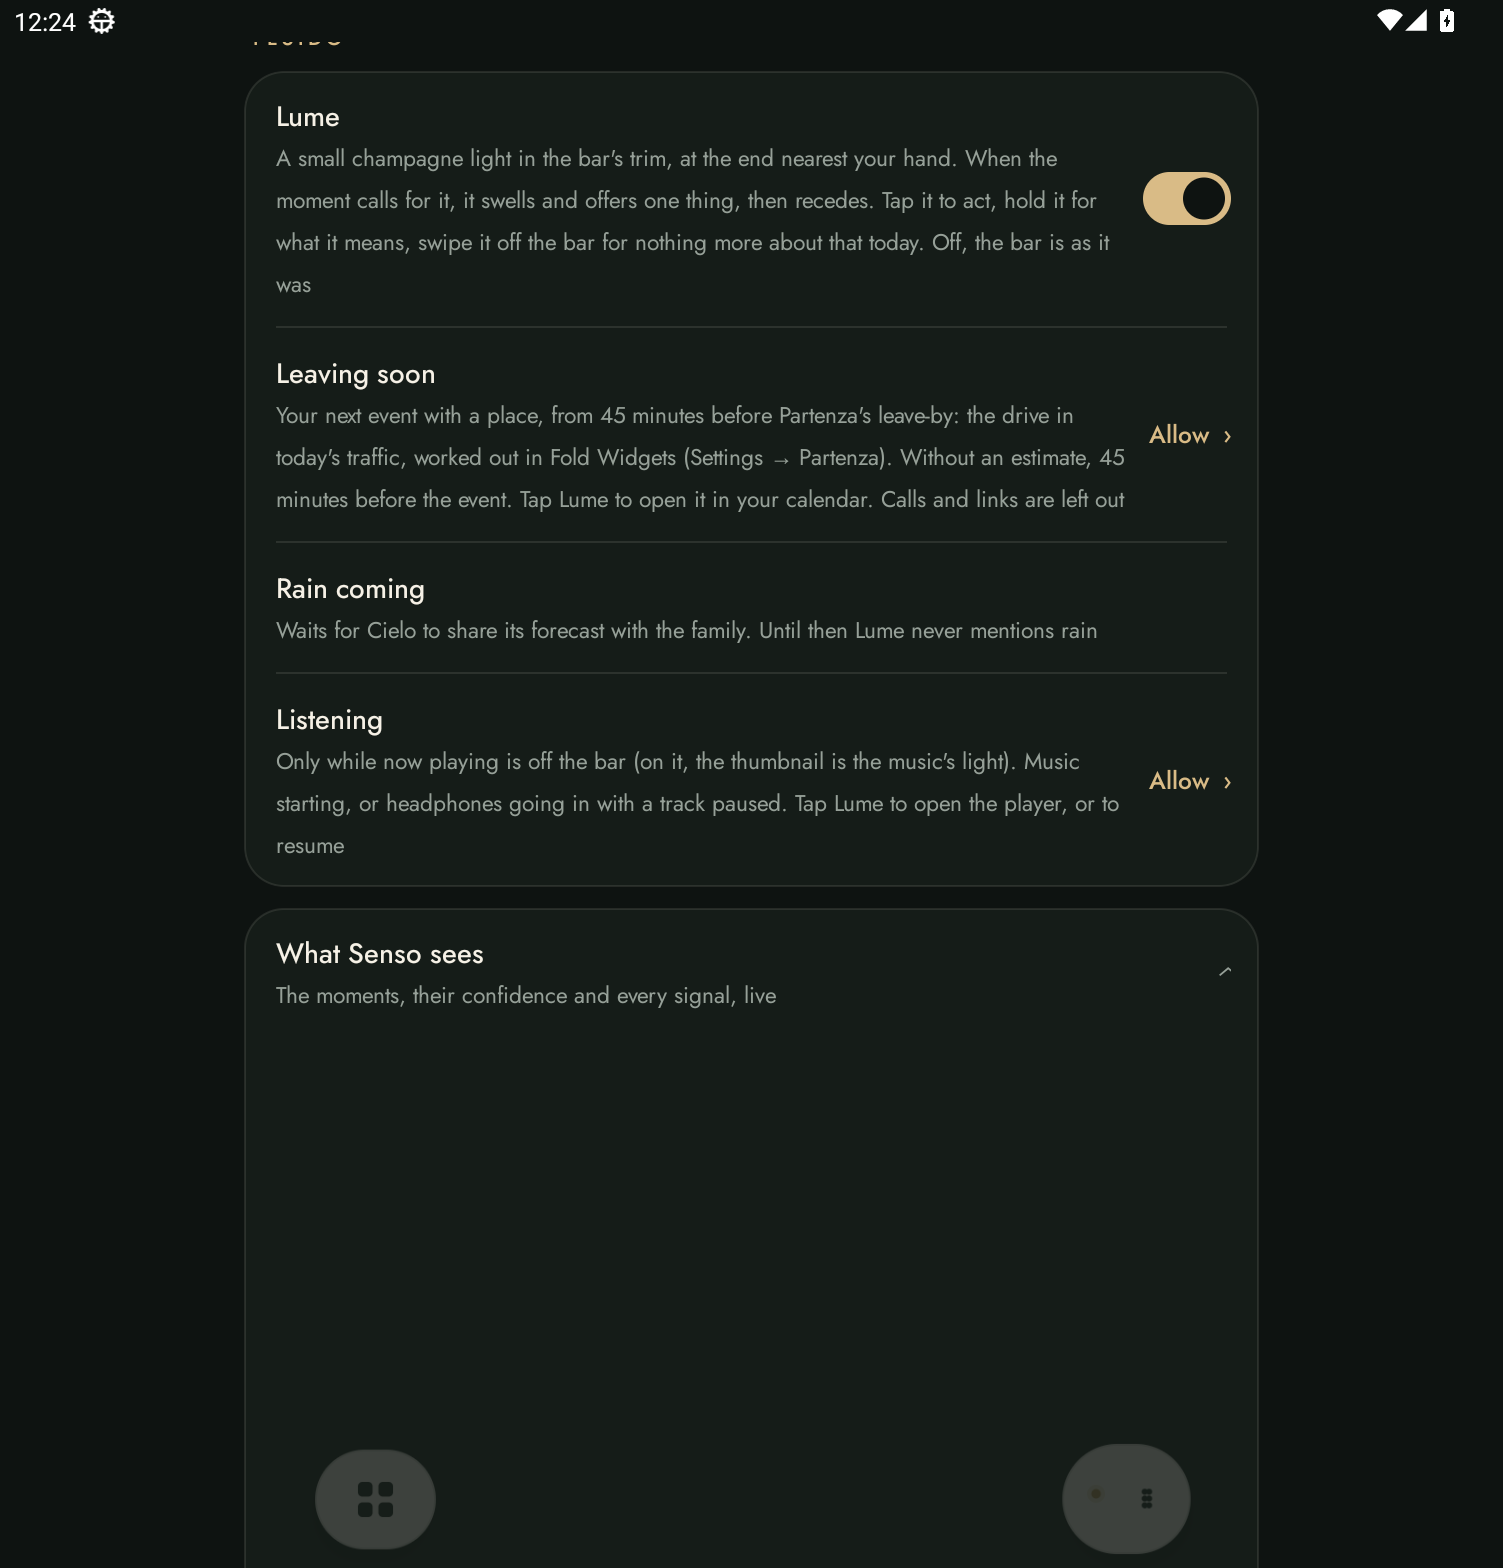 12:24
Lume
A small champagne light in the bar's trim, at the end nearest your hand. When the
moment calls for it, it swells and offers one thing, then recedes. Tap it to act, hold it for
what it means, swipe it off the bar for nothing more about that today. Off, the bar is as it
was
Leaving soon
Your next event with a place, from 45 minutes before Partenza's leave-by: the drive in
today's traffic, worked out in Fold Widgets (Settings → Partenza). Without an estimate, 45
minutes before the event. Tap Lume to open it in your calendar. Calls and links are left out
Allow ›
Rain coming
Waits for Cielo to share its forecast with the family. Until then Lume never mentions rain
Listening
Only while now playing is off the bar (on it, the thumbnail is the music's light). Music
starting, or headphones going in with a track paused. Tap Lume to open the player, or to
resume
Allow ›
What Senso sees
The moments, their confidence and every signal, live